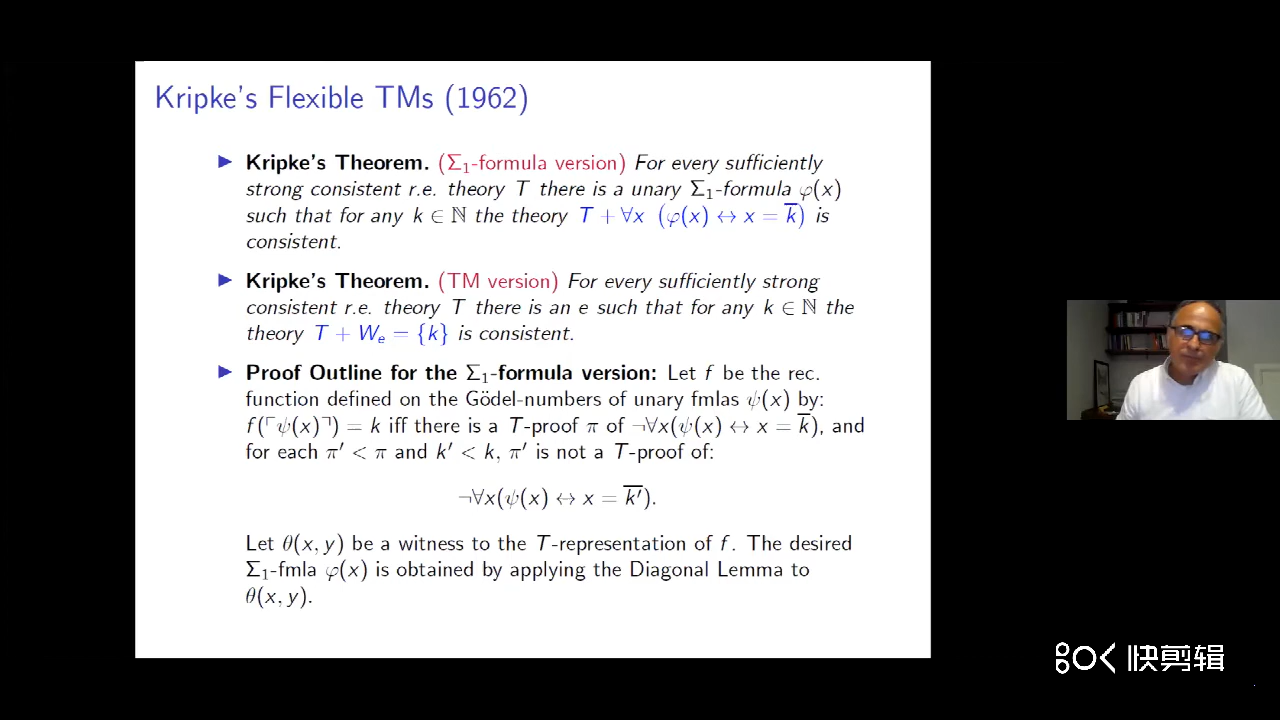 Kripke's Flexible TMs (1962)
▶ Kripke's Theorem. (Σ₁-formula version) For every sufficiently
strong consistent r.e. theory T there is a unary Σ₁-formula φ(x)
such that for any k ∈ ℕ the theory T + ∀x (φ(x) ↔ x = k̅) is
consistent.
▶ Kripke's Theorem. (TM version) For every sufficiently strong
consistent r.e. theory T there is an e such that for any k ∈ ℕ the
theory T + Wₑ = {k} is consistent.
▶ Proof Outline for the Σ₁-formula version: Let f be the rec.
function defined on the Gödel-numbers of unary fmlas ψ(x) by:
f(⌜ψ(x)⌝) = k iff there is a T-proof π of ¬∀x(ψ(x) ↔ x = k̅), and
for each π′ < π and k′ < k, π′ is not a T-proof of:
¬∀x(ψ(x) ↔ x = k̅′).
Let θ(x, y) be a witness to the T-representation of f. The desired
Σ₁-fmla φ(x) is obtained by applying the Diagonal Lemma to
θ(x, y).
快剪辑